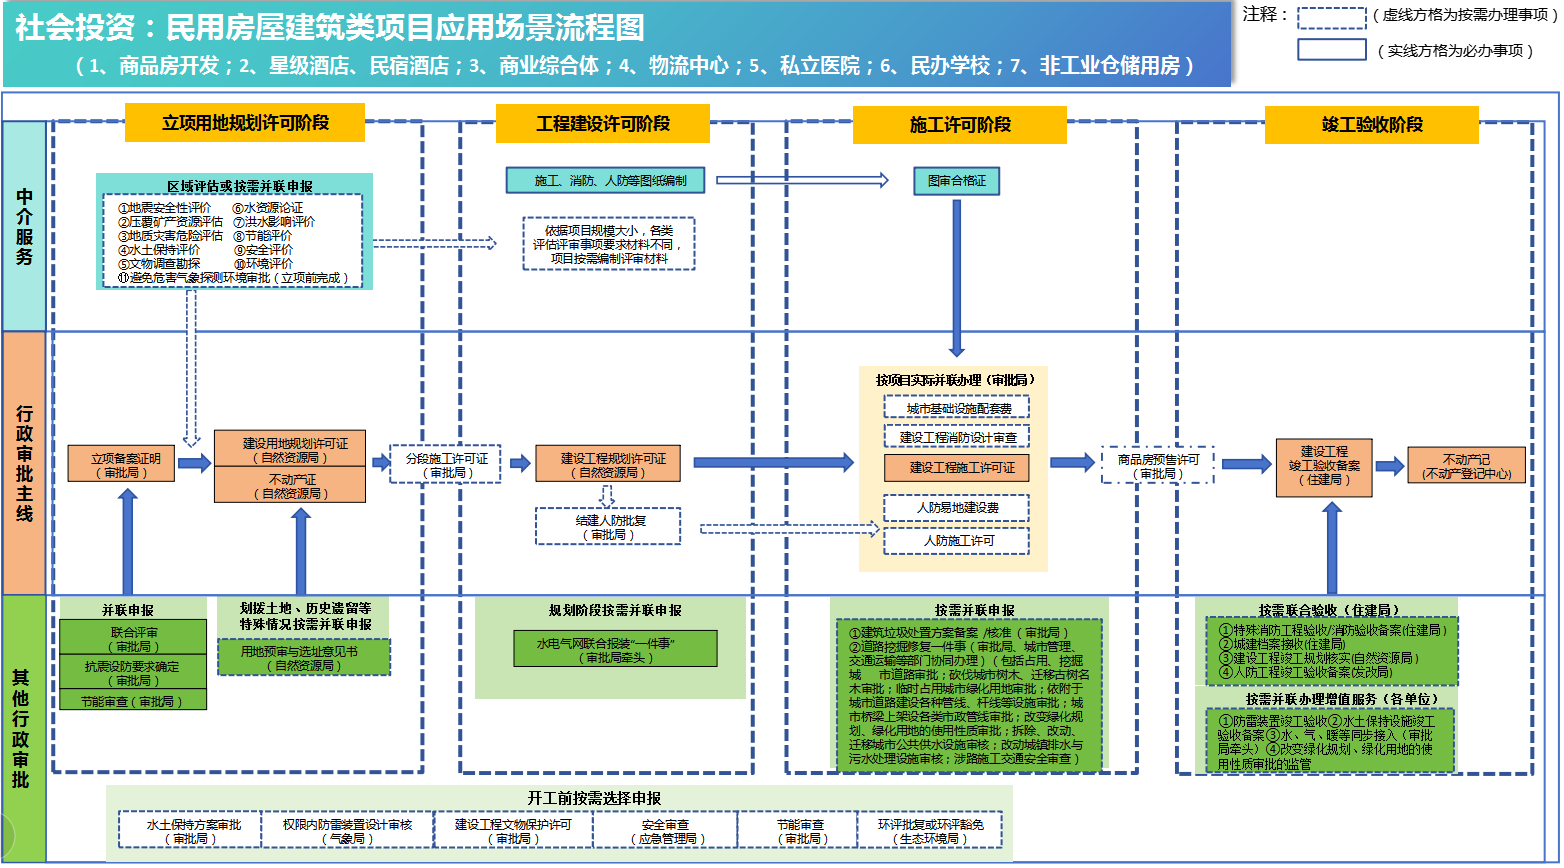 社会投资：民用房屋建筑类项目应用场景流程图
（1、商品房开发；2、星级酒店、民宿酒店；3、商业综合体；4、物流中心；5、私立医院；6、民办学校；7、非工业仓储用房）
注释：
（虚线方格为按需办理事项）
（实线方格为必办事项）
立项用地规划许可阶段
工程建设许可阶段
施工许可阶段
竣工验收阶段
中介服务
区域评估或按需并联申报
①地震安全性评价 ⑥水资源论证
②压覆矿产资源评估 ⑦洪水影响评价
③地质灾害危险评估 ⑧节能评价
④水土保持评价 ⑨安全评价
⑤文物调查勘探 ⑩环境评价
⑪避免危害气象探测环境审批（立项前完成）
施工、消防、人防等图纸编制
依据项目规模大小，各类
评估评审事项要求材料不同，
项目按需编制评审材料
图审合格证
行政审批主线
立项备案证明
（审批局）
建设用地规划许可证
（自然资源局）
不动产证
（自然资源局）
分段施工许可证
（审批局）
建设工程规划许可证
（自然资源局）
结建人防批复
（审批局）
按项目实际并联办理（审批局）
城市基础设施配套费
建设工程消防设计审查
建设工程施工许可证
人防易地建设费
人防施工许可
商品房预售许可
（审批局）
建设工程
竣工验收备案
（住建局）
不动产记
(不动产登记中心)
其他行政审批
并联申报
联合评审
（审批局）
抗震设防要求确定
（审批局）
节能审查（审批局）
划拨土地、历史遗留等
特殊情况按需并联申报
用地预审与选址意见书
（自然资源局）
规划阶段按需并联申报
水电气网联合报装“一件事”
（审批局牵头）
按需并联申报
①建筑垃圾处置方案备案 /核准（审批局）
②道路挖掘修复一件事（审批局、城市管理、
交通运输等部门协同办理）（包括占用、挖掘
城 市道路审批；砍伐城市树木、迁移古树名
木审批；临时占用城市绿化用地审批；依附于
城市道路建设各种管线、杆线等设施审批；城
市桥梁上架设各类市政管线审批；改变绿化规
划、绿化用地的使用性质审批；拆除、改动、
迁移城市公共供水设施审核；改动城镇排水与
污水处理设施审核；涉路施工交通安全审查）
按需联合验收（住建局）
①特殊消防工程验收/消防验收备案(住建局）
②城建档案接收(住建局)
③建设工程竣工规划核实(自然资源局）
④人防工程竣工验收备案(发改局)
按需并联办理增值服务（各单位）
①防雷装置竣工验收②水土保持设施竣工
验收备案③水、气、暖等同步接入（审批
局牵头）④改变绿化规划、绿化用地的使
用性质审批的监管
开工前按需选择申报
水土保持方案审批
（审批局）
权限内防雷装置设计审核
（气象局）
建设工程文物保护许可
（审批局）
安全审查
（应急管理局）
节能审查
（审批局）
环评批复或环评豁免
（生态环境局）